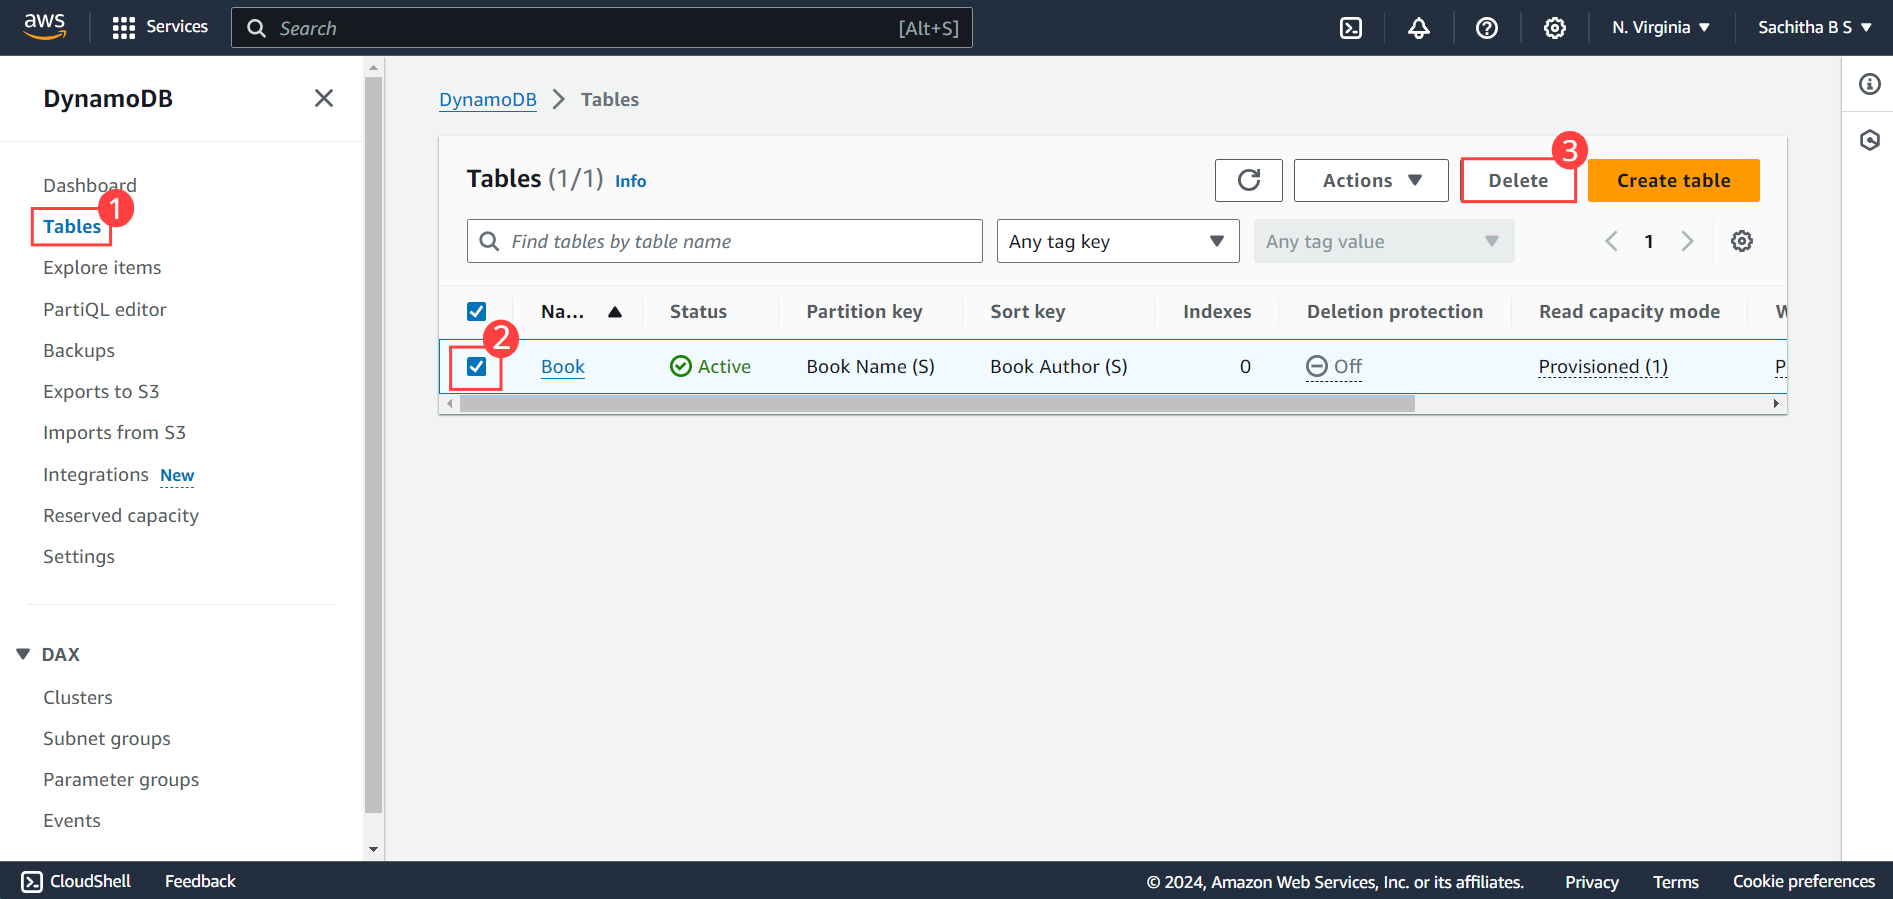 aws Services Search [Alt+S] N. Virginia Sachitha B S
DynamoDB
Dashboard
1
Tables
Explore items
PartiQL editor
Backups
Exports to S3
Imports from S3
Integrations New
Reserved capacity
Settings
DAX
Clusters
Subnet groups
Parameter groups
Events
DynamoDB Tables
3
Tables (1/1) Info Actions Delete Create table
Find tables by table name Any tag key Any tag value 1
Na... Status Partition key Sort key Indexes Deletion protection Read capacity mode W
2
Book Active Book Name (S) Book Author (S) 0 Off Provisioned (1) P
CloudShell Feedback © 2024, Amazon Web Services, Inc. or its affiliates. Privacy Terms Cookie preferences